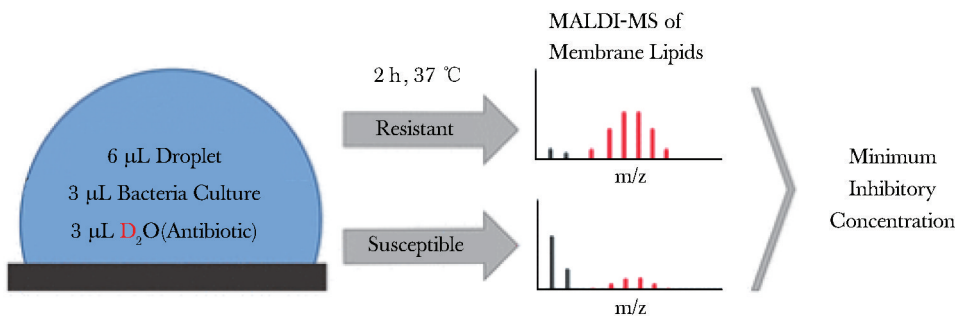 6 μL Droplet
3 μL Bacteria Culture
3 μL D₂O(Antibiotic)
2 h, 37 ℃
Resistant
Susceptible
MALDI-MS of
Membrane Lipids
m/z
m/z
Minimum
Inhibitory
Concentration